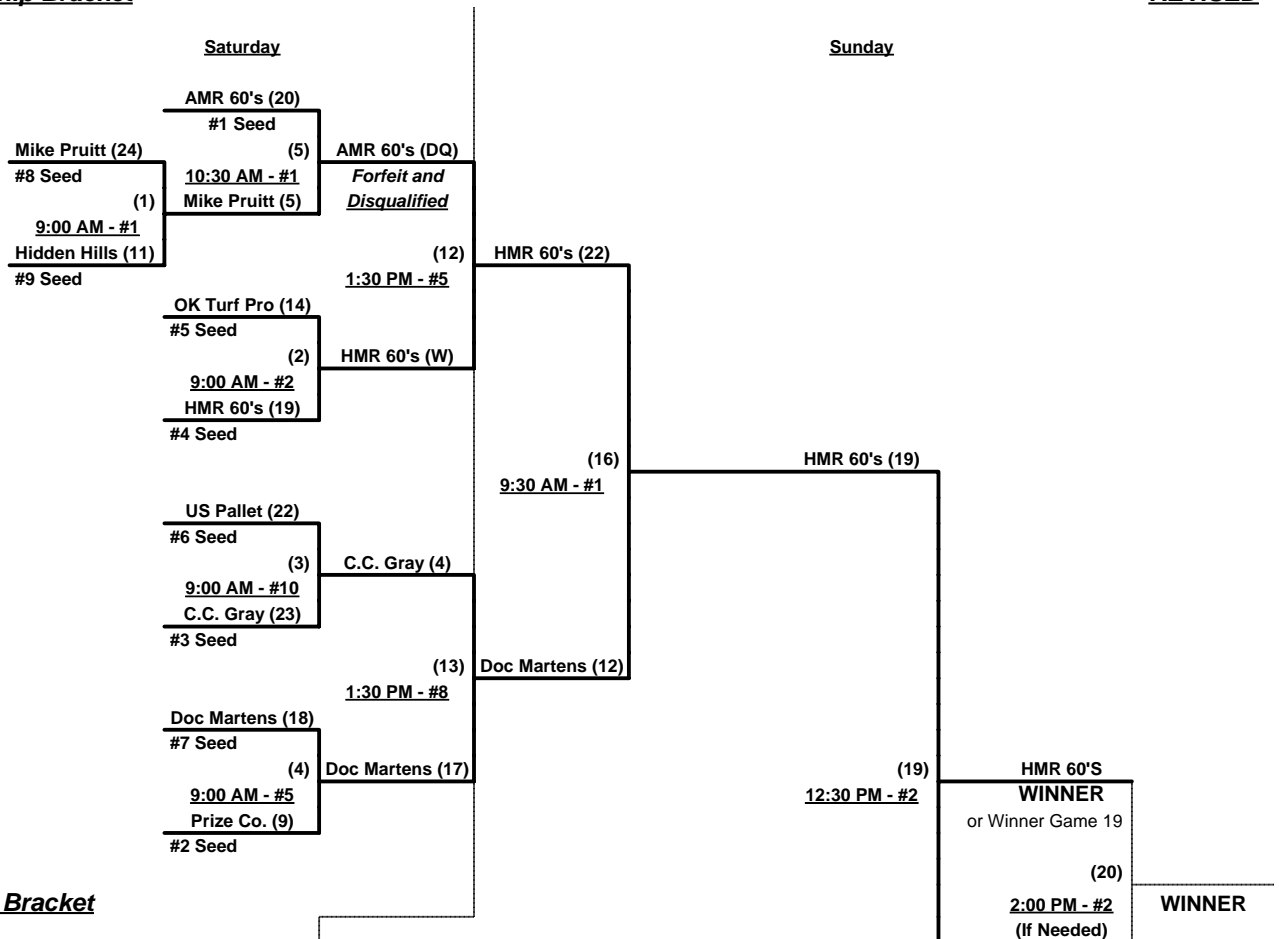 Saturday
Sunday
AMR 60's (20)
#1 Seed
Mike Pruitt (24)
(5)
AMR 60's (DQ)
#8 Seed
10:30 AM - #1
Forfeit and
(1)
Mike Pruitt (5)
Disqualified
9:00 AM - #1
Hidden Hills (11)
(12)
HMR 60's (22)
#9 Seed
1:30 PM - #5
OK Turf Pro (14)
#5 Seed
(2)
HMR 60's (W)
9:00 AM - #2
HMR 60's (19)
#4 Seed
(16)
HMR 60's (19)
9:30 AM - #1
US Pallet (22)
#6 Seed
(3)
C.C. Gray (4)
9:00 AM - #10
C.C. Gray (23)
#3 Seed
(13)
Doc Martens (12)
1:30 PM - #8
Doc Martens (18)
#7 Seed
(4)
Doc Martens (17)
(19)
HMR 60'S
9:00 AM - #5
12:30 PM - #2
WINNER
Prize Co. (9)
or Winner Game 19
#2 Seed
(20)
Bracket
2:00 PM - #2
WINNER
(If Needed)